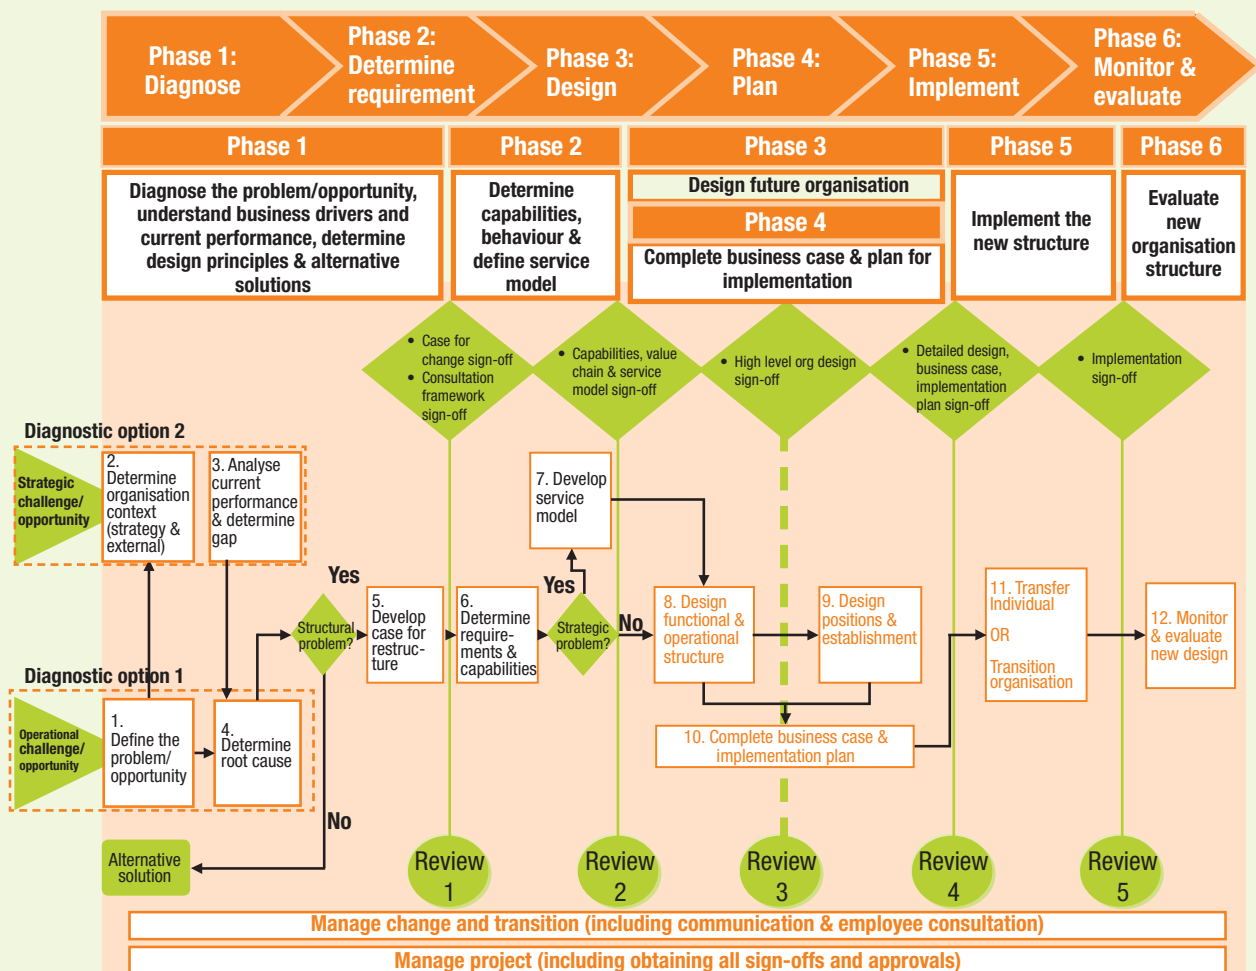 Phase 1:
Diagnose
Phase 2:
Determine
requirement
Phase 3:
Design
Phase 4:
Plan
Phase 5:
Implement
Phase 6:
Monitor &
evaluate
Phase 1
Phase 2
Phase 3
Phase 5
Phase 6
Diagnose the problem/opportunity,
understand business drivers and
current performance, determine
design principles & alternative
solutions
Determine
capabilities,
behaviour &
define service
model
Design future organisation
Phase 4
Complete business case & plan for
implementation
Implement the
new structure
Evaluate
new
organisation
structure
• Case for
change sign-off
• Consultation
framework
sign-off
• Capabilities, value
chain & service
model sign-off
• High level org design
sign-off
• Detailed design,
business case,
implementation
plan sign-off
• Implementation
sign-off
Diagnostic option 2
Strategic
challenge/
opportunity
2.
Determine
organisation
context
(strategy &
external)
3. Analyse
current
performance
& determine
gap
7. Develop
service
model
Yes
Structural
problem?
5.
Develop
case for
restruc-
ture
6.
Determine
require-
ments &
capabilities
Yes
Strategic
problem?
No
8. Design
functional &
operational
structure
9. Design
positions &
establishment
11. Transfer
Individual
OR
Transition
organisation
12. Monitor
& evaluate
new design
Diagnostic option 1
Operational
challenge/
opportunity
1.
Define the
problem/
opportunity
4.
Determine
root cause
10. Complete business case &
implementation plan
No
Alternative
solution
Review
1
Review
2
Review
3
Review
4
Review
5
Manage change and transition (including communication & employee consultation)
Manage project (including obtaining all sign-offs and approvals)